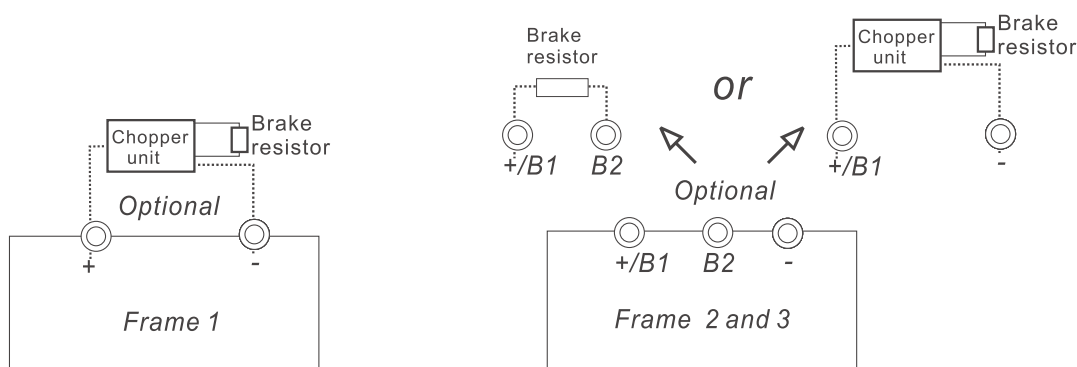 Chopper
unit
Brake
resistor
Optional
+
-
Frame 1
Brake
resistor
+/B1
B2
or
Chopper
unit
Brake
resistor
+/B1
-
Optional
+/B1
B2
-
Frame 2 and 3